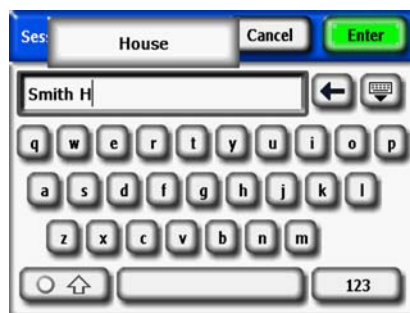 Ses
House
Cancel
Enter
Smith H
q w e r t y u i o p
a s d f g h j k l
z x c v b n m
123